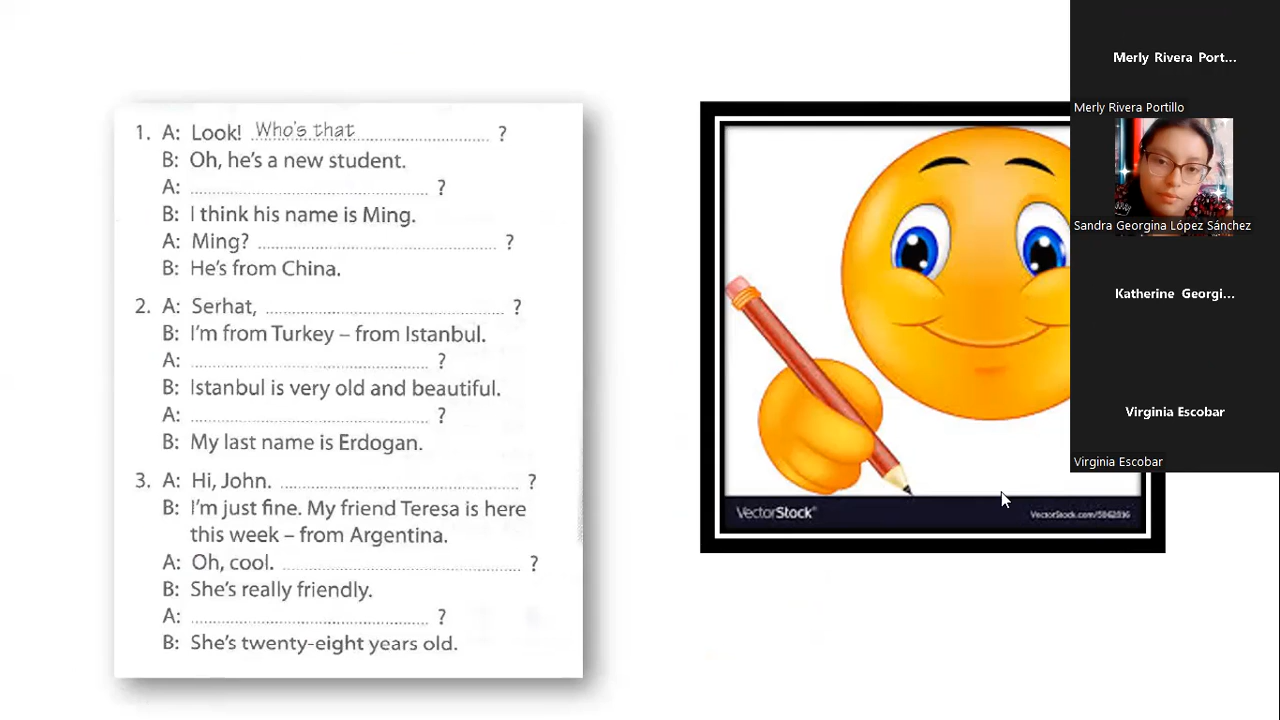 1. A: Look! Who's that ?
B: Oh, he's a new student.
A: ?
B: I think his name is Ming.
A: Ming? ?
B: He's from China.
2. A: Serhat, ?
B: I'm from Turkey – from Istanbul.
A: ?
B: Istanbul is very old and beautiful.
A: ?
B: My last name is Erdogan.
3. A: Hi, John. ?
B: I'm just fine. My friend Teresa is here
this week – from Argentina.
A: Oh, cool. ?
B: She's really friendly.
A: ?
B: She's twenty-eight years old.
VectorStock®
Merly Rivera Port...
Merly Rivera Portillo
Sandra Georgina López Sánchez
Katherine Georgi...
Virginia Escobar
Virginia Escobar